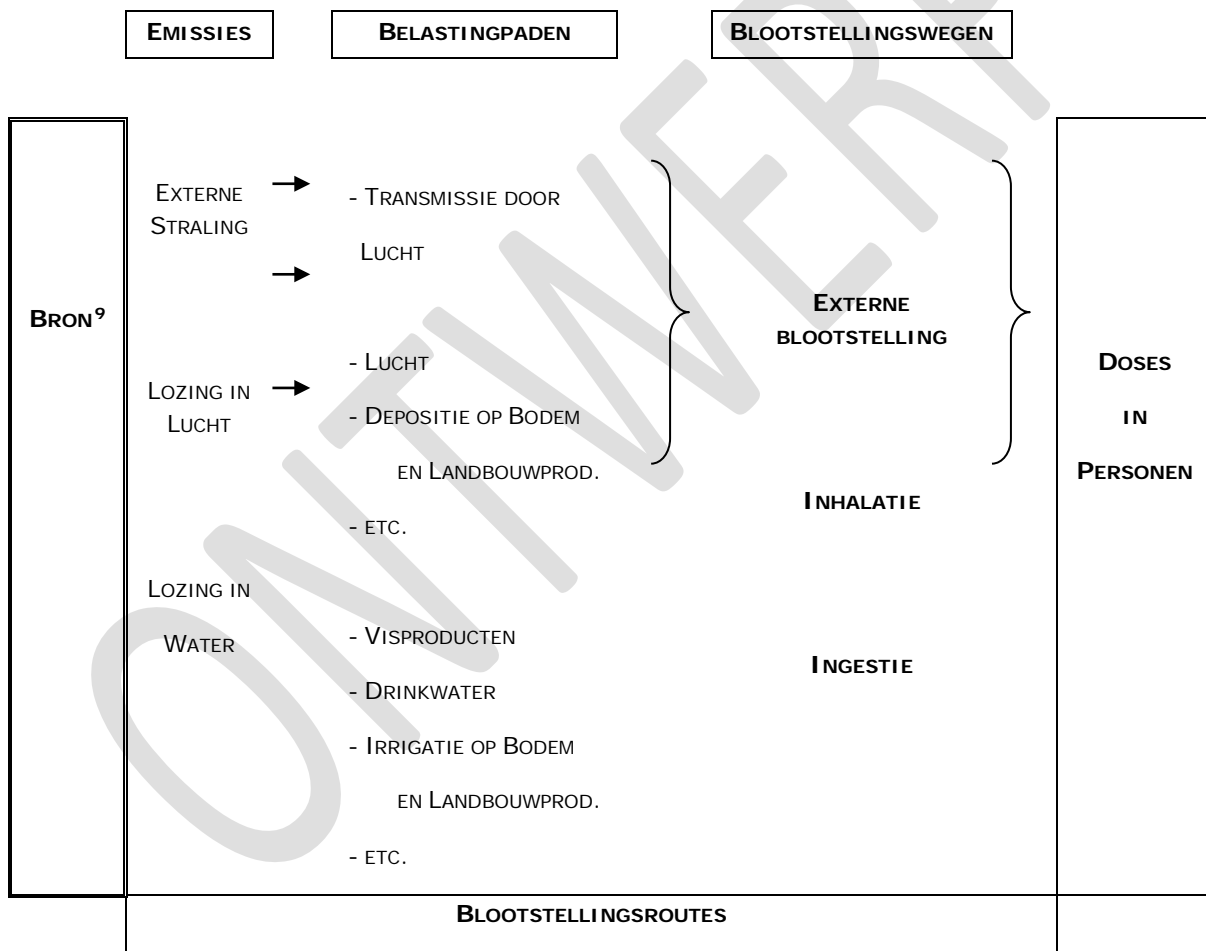 EMISSIES
BELASTINGPADEN
BLOOTSTELLINGSWEGEN
BRON⁹
EXTERNE
STRALING
- TRANSMISSIE DOOR
LUCHT
LOZING IN
LUCHT
- LUCHT
- DEPOSITIE OP BODEM
EN LANDBOUWPROD.
- ETC.
LOZING IN
WATER
- VISPRODUCTEN
- DRINKWATER
- IRRIGATIE OP BODEM
EN LANDBOUWPROD.
- ETC.
EXTERNE
BLOOTSTELLING
INHALATIE
INGESTIE
DOSES
IN
PERSONEN
BLOOTSTELLINGSROUTES
ONTWERP